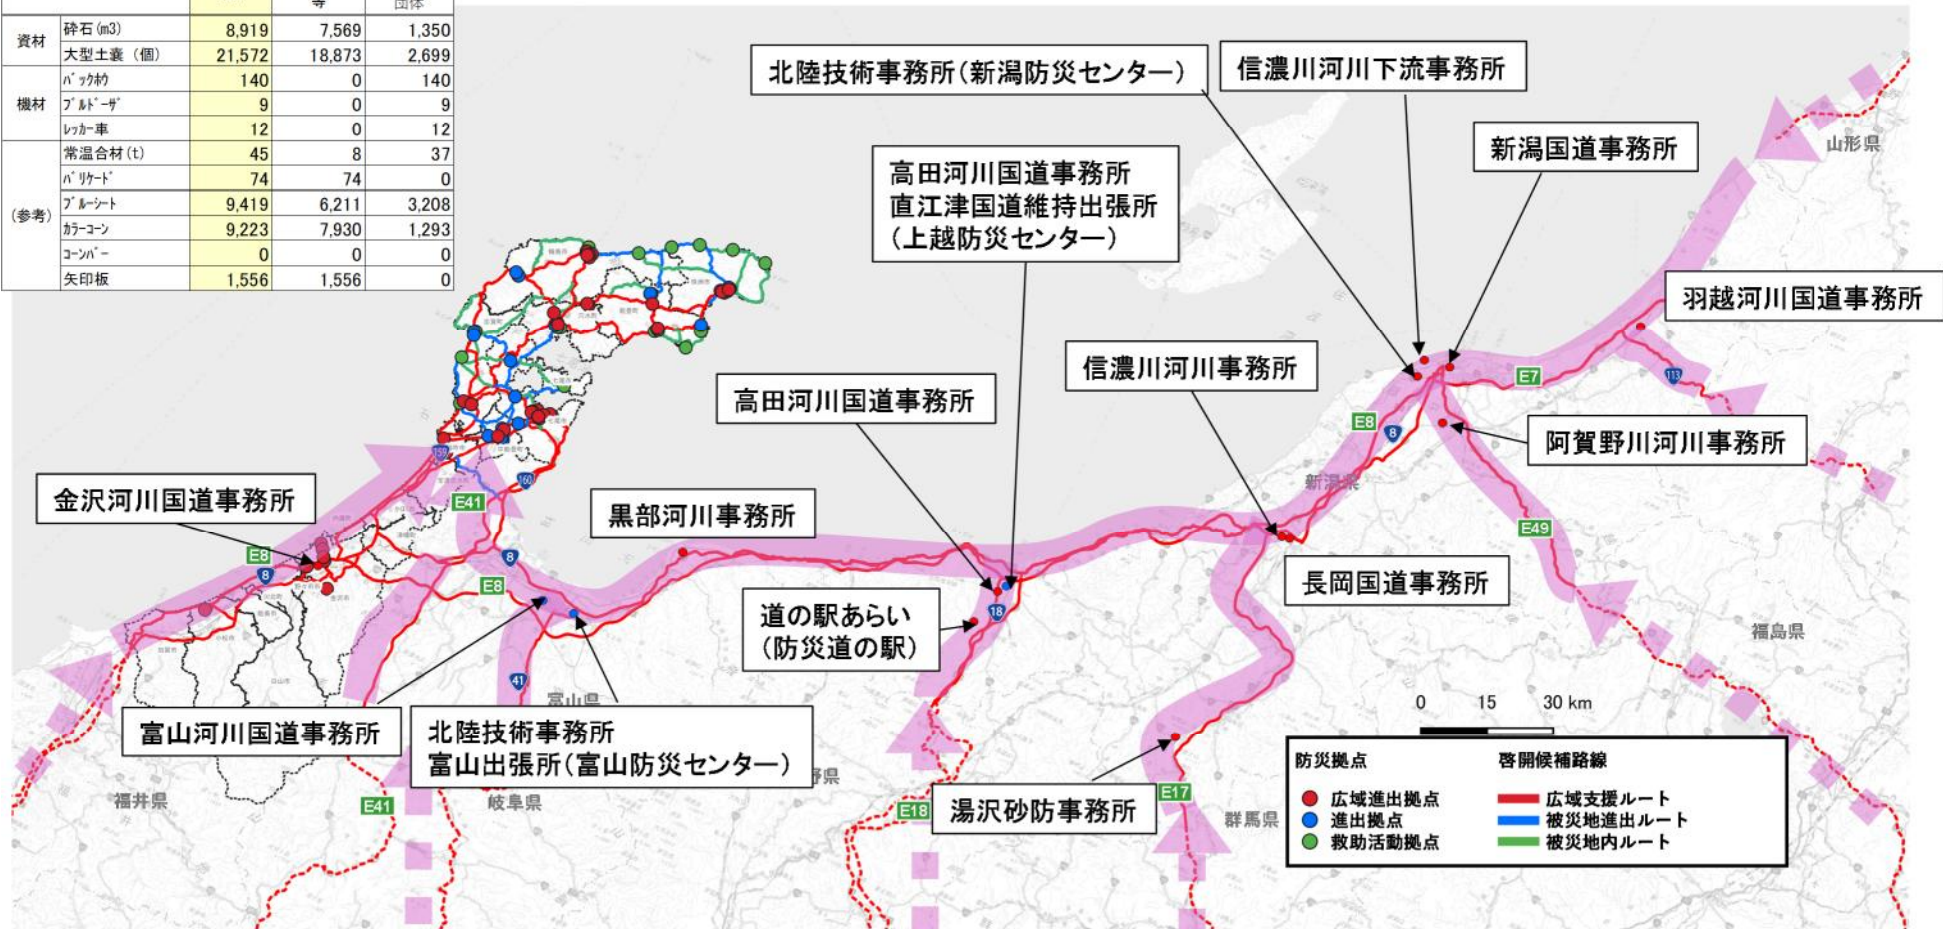 等
団体
資材
砕石(m3) 8,919 7,569 1,350
大型土嚢（個） 21,572 18,873 2,699
機材
ﾊﾞｯｸﾎｳ 140 0 140
ﾌﾞﾙﾄﾞｰｻﾞ 9 0 9
ﾚｯｶｰ車 12 0 12
(参考)
常温合材(t) 45 8 37
ﾊﾞﾘｹｰﾄﾞ 74 74 0
ﾌﾞﾙｰｼｰﾄ 9,419 6,211 3,208
ｶﾗｰｺｰﾝ 9,223 7,930 1,293
ｺｰﾝﾊﾞｰ 0 0 0
矢印板 1,556 1,556 0
北陸技術事務所（新潟防災センター）
信濃川河川下流事務所
新潟国道事務所
山形県
高田河川国道事務所
直江津国道維持出張所
（上越防災センター）
羽越河川国道事務所
高田河川国道事務所
信濃川河川事務所
阿賀野川河川事務所
E7
113
E8
8
新潟県
E49
金沢河川国道事務所
159
160
E41
黒部河川事務所
E8
8
8
E8
長岡国道事務所
道の駅あらい
（防災道の駅）
18
福島県
41
富山県
富山河川国道事務所
北陸技術事務所
富山出張所（富山防災センター）
野県
福井県
E41
岐阜県
E18
湯沢砂防事務所
E17
群馬県
0 15 30 km
防災拠点
広域進出拠点
進出拠点
救助活動拠点
啓開候補路線
広域支援ルート
被災地進出ルート
被災地内ルート